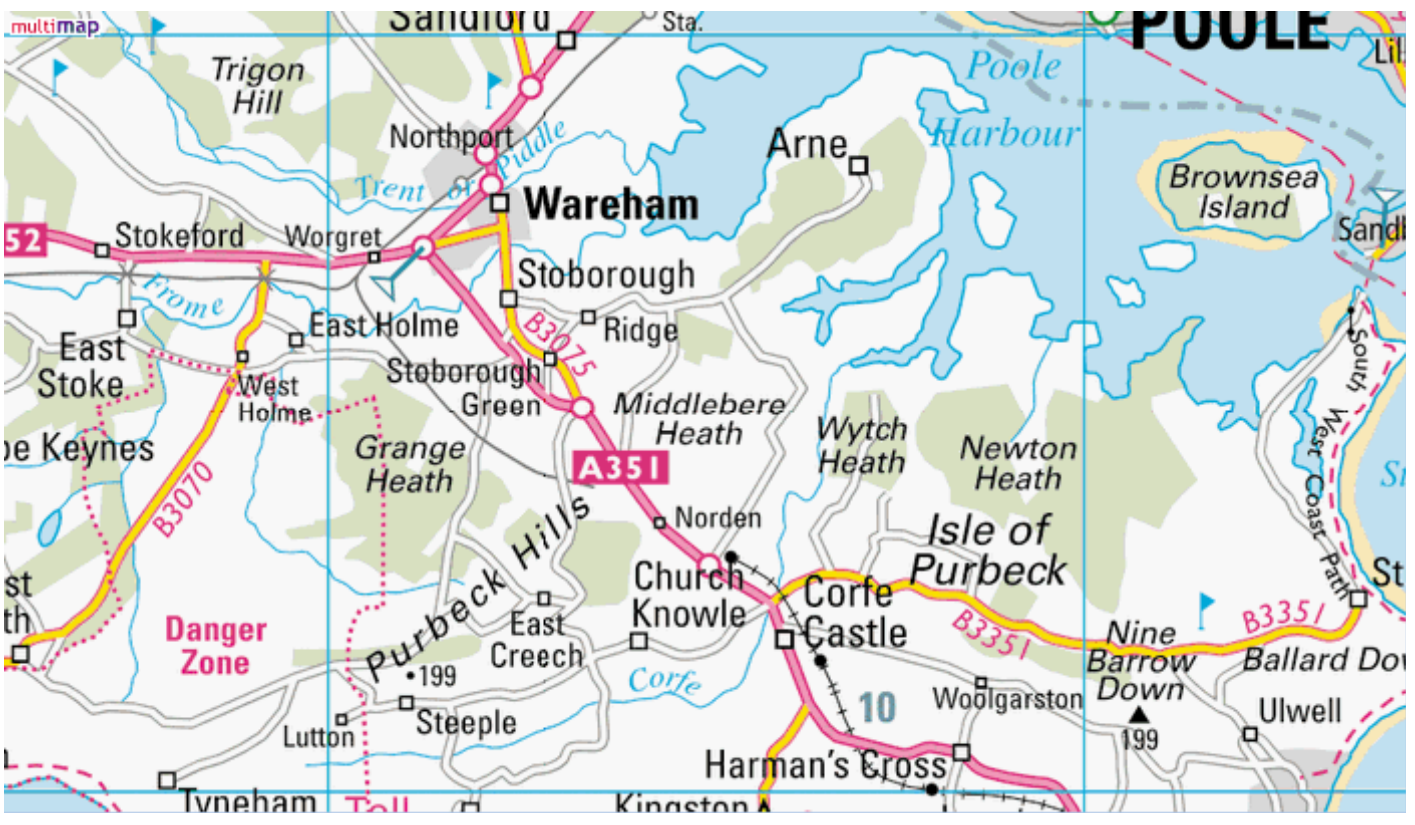 multimap
Sandford
Sta.
POOLE
Trigon
Hill
Poole
Harbour
Lil
Northport
Trent or Piddle
Arne
Brownsea
Island
Wareham
52
Stokeford
Worgret
Sandb
Stoborough
Frome
East Holme
B3075
Ridge
East
Stoke
Stoborough
Green
West
Holme
South West Coast Path
Middlebere
Heath
Wytch
Heath
Newton
Heath
oe Keynes
Grange
Heath
A351
B3070
Norden
Isle of
Purbeck
Purbeck Hills
Church
Knowle
Corfe
Castle
St
st
th
Danger
Zone
East
Creech
B3351
B3351
Nine
Barrow
Down
Ballard Dov
199
Corfe
Woolgarston
10
Steeple
Lutton
Ulwell
199
Harman's Cross
Tyneham
Kingston